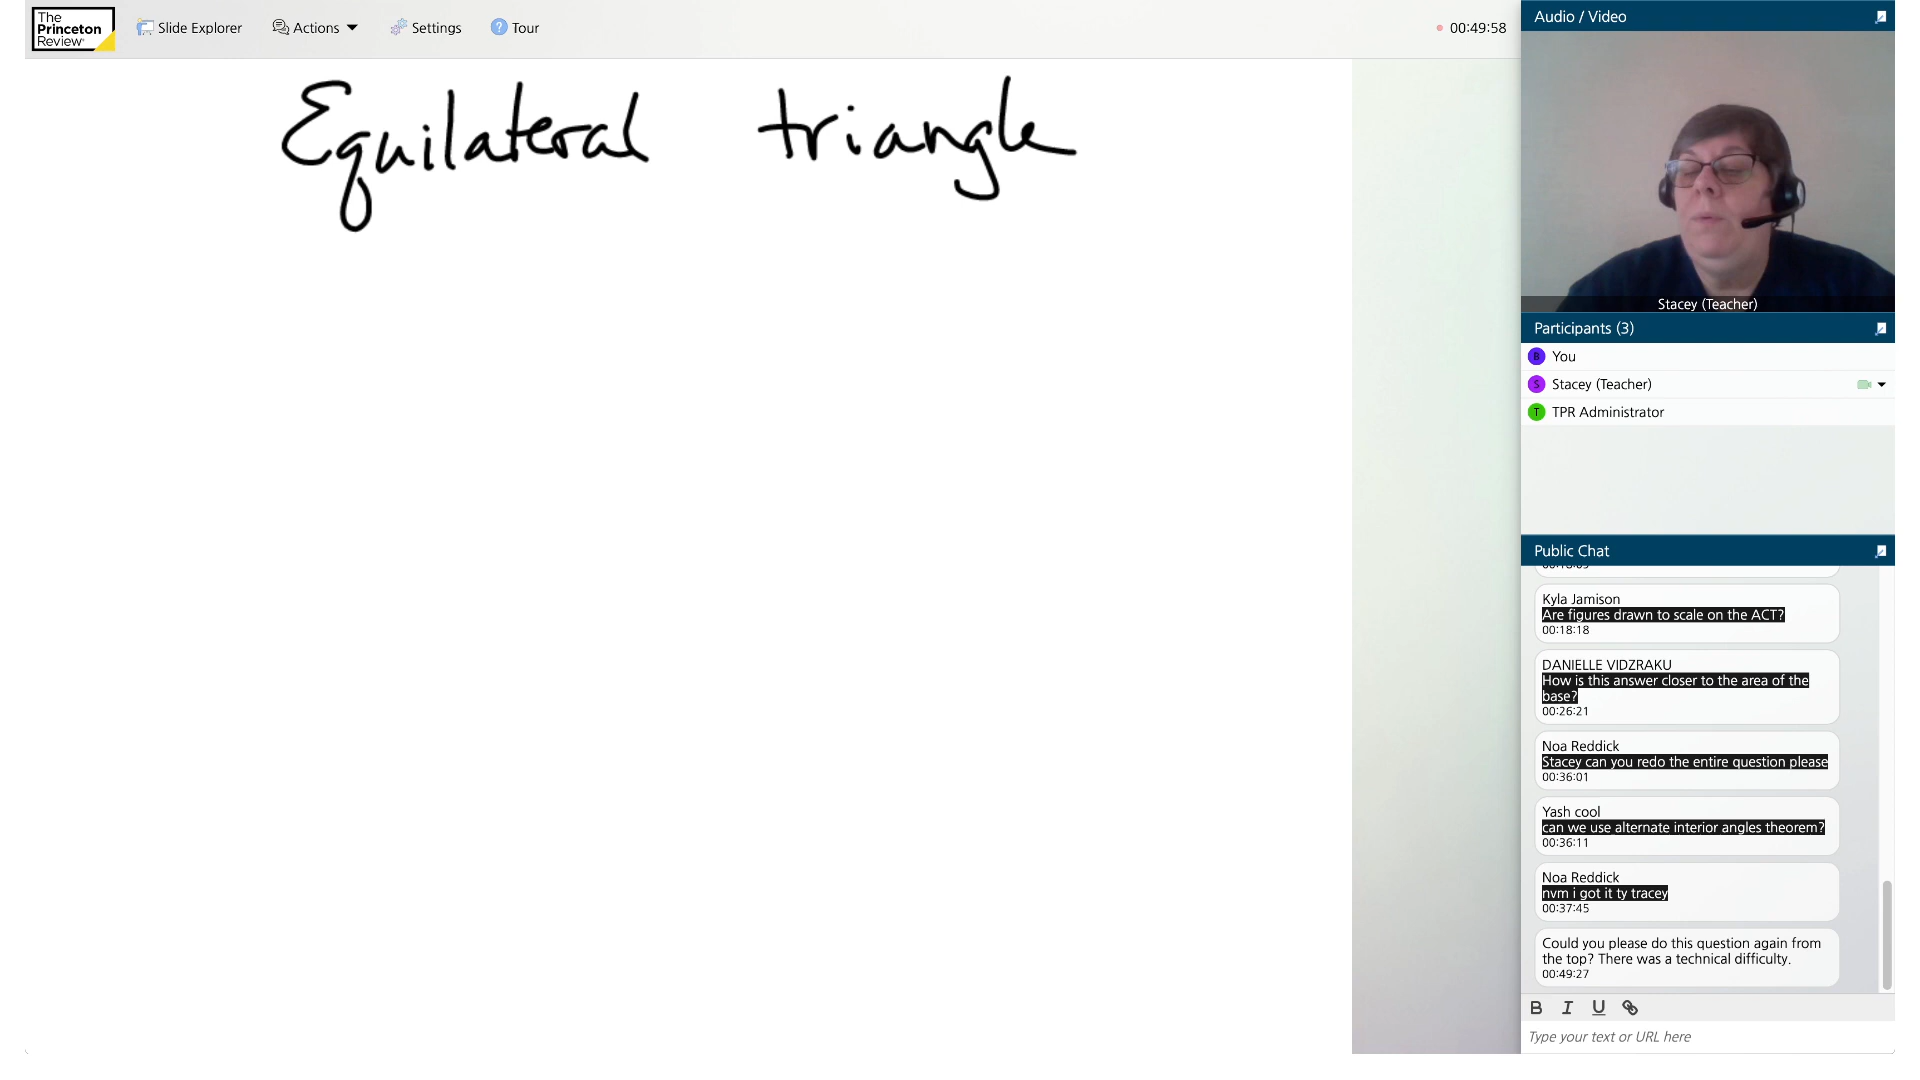 The
Princeton
Review
Slide Explorer
Actions
Settings
Tour
00:49:58
Equilateral triangle
Audio / Video
Stacey (Teacher)
Participants (3)
B You
S Stacey (Teacher)
T TPR Administrator
Public Chat
Kyla Jamison
Are figures drawn to scale on the ACT?
00:18:18
DANIELLE VIDZRAKU
How is this answer closer to the area of the
base?
00:26:21
Noa Reddick
Stacey can you redo the entire question please
00:36:01
Yash cool
can we use alternate interior angles theorem?
00:36:11
Noa Reddick
nvm i got it ty tracey
00:37:45
Could you please do this question again from
the top? There was a technical difficulty.
00:49:27
B I U
Type your text or URL here